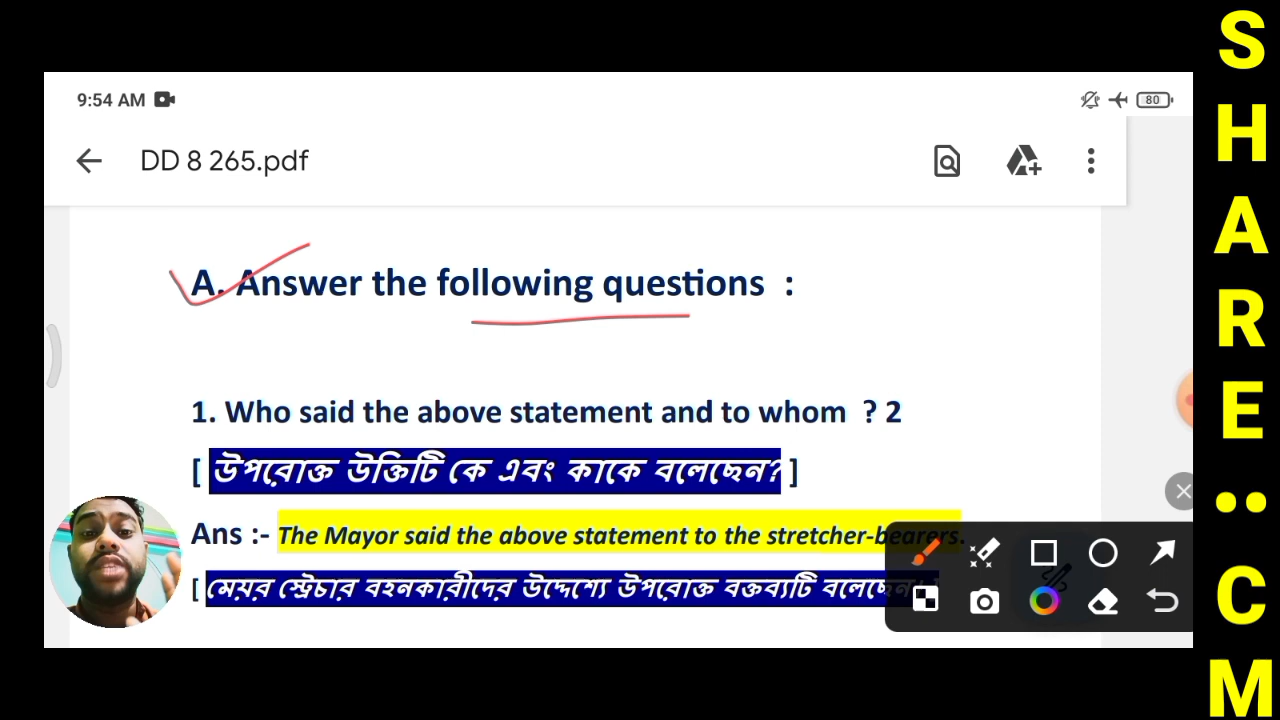 9:54 AM
80
DD 8 265.pdf
A. Answer the following questions :
1. Who said the above statement and to whom ? 2
[ উপরোক্ত উক্তিটি কে এবং কাকে বলেছেন? ]
Ans :- The Mayor said the above statement to the stretcher-bearers.
[ মেয়র স্ট্রেচার বহনকারীদের উদ্দেশ্যে উপরোক্ত বক্তব্যটি বলেছেন
S
H
A
R
E
••
C
M